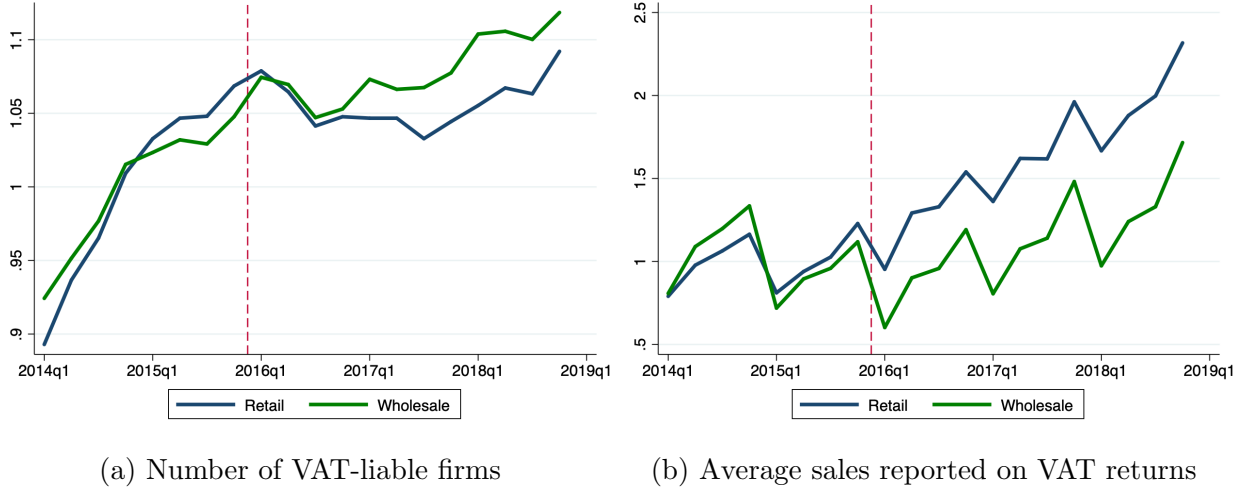 1.1
1.05
1
.95
.9
2014q1 2015q1 2016q1 2017q1 2018q1 2019q1
Retail Wholesale
(a) Number of VAT-liable firms
2.5
2
1.5
1
.5
2014q1 2015q1 2016q1 2017q1 2018q1 2019q1
Retail Wholesale
(b) Average sales reported on VAT returns